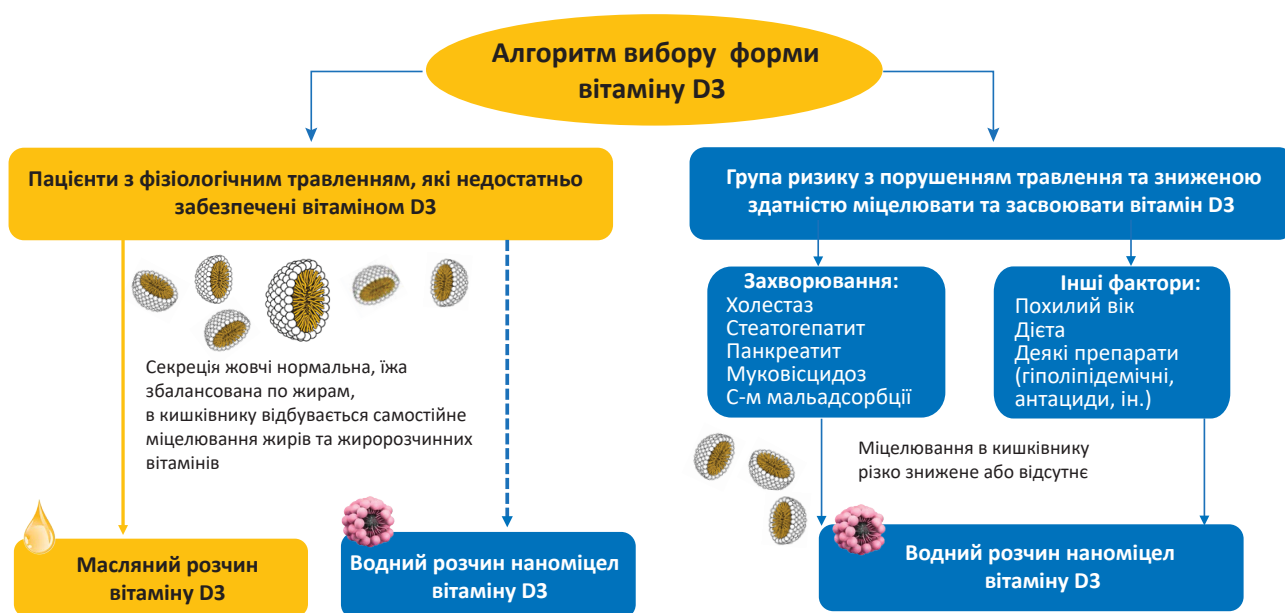 Алгоритм вибору форми
вітаміну D3
Пацієнти з фізіологічним травленням, які недостатньо
забезпечені вітаміном D3
Секреція жовчі нормальна, їжа
збалансована по жирам,
в кишківнику відбувається самостійне
міцелювання жирів та жиророзчинних
вітамінів
Масляний розчин
вітаміну D3
Водний розчин наноміцел
вітаміну D3
Група ризику з порушенням травлення та зниженою
здатністю міцелювати та засвоювати вітамін D3
Захворювання:
Холестаз
Стеатогепатит
Панкреатит
Муковісцидоз
С-м мальадсорбції
Інші фактори:
Похилий вік
Дієта
Деякі препарати
(гіполіпідемічні,
антациди, ін.)
Міцелювання в кишківнику
різко знижене або відсутнє
Водний розчин наноміцел
вітаміну D3